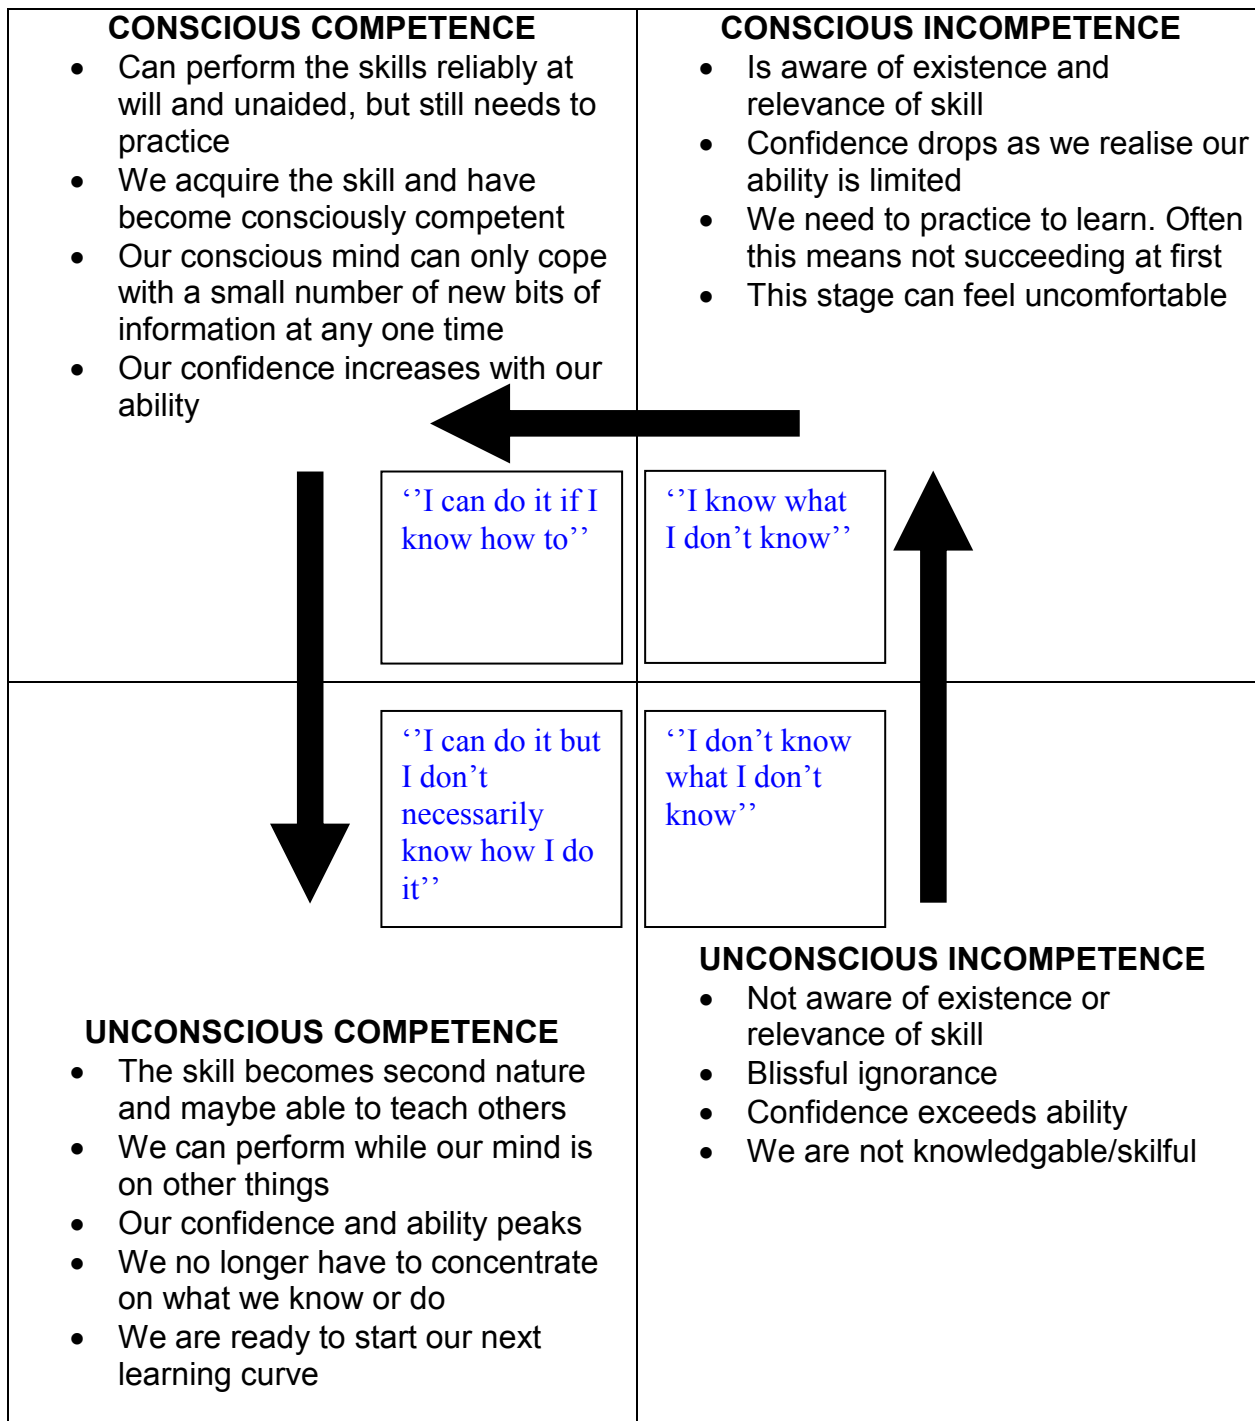 CONSCIOUS COMPETENCE
• Can perform the skills reliably at
will and unaided, but still needs to
practice
• We acquire the skill and have
become consciously competent
• Our conscious mind can only cope
with a small number of new bits of
information at any one time
• Our confidence increases with our
ability
‘’I can do it if I
know how to’’
CONSCIOUS INCOMPETENCE
• Is aware of existence and
relevance of skill
• Confidence drops as we realise our
ability is limited
• We need to practice to learn. Often
this means not succeeding at first
• This stage can feel uncomfortable
‘’I know what
I don’t know’’
‘’I can do it but
I don’t
necessarily
know how I do
it’’
UNCONSCIOUS COMPETENCE
• The skill becomes second nature
and maybe able to teach others
• We can perform while our mind is
on other things
• Our confidence and ability peaks
• We no longer have to concentrate
on what we know or do
• We are ready to start our next
learning curve
‘’I don’t know
what I don’t
know’’
UNCONSCIOUS INCOMPETENCE
• Not aware of existence or
relevance of skill
• Blissful ignorance
• Confidence exceeds ability
• We are not knowledgable/skilful